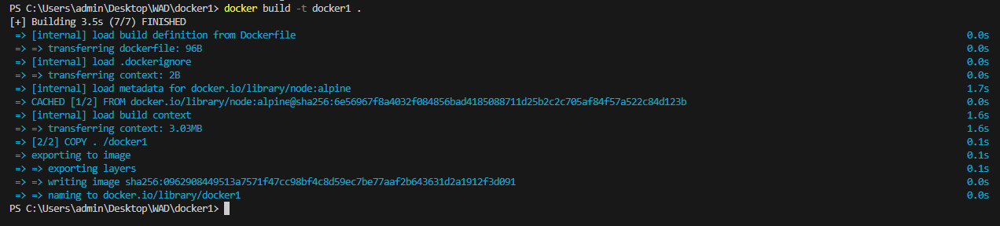 PS C:\Users\admin\Desktop\WAD\docker1> docker build -t docker1 .
[+] Building 3.5s (7/7) FINISHED
=> [internal] load build definition from Dockerfile 0.0s
=> => transferring dockerfile: 96B 0.0s
=> [internal] load .dockerignore 0.0s
=> => transferring context: 2B 0.0s
=> [internal] load metadata for docker.io/library/node:alpine 1.7s
=> CACHED [1/2] FROM docker.io/library/node:alpine@sha256:6e56967f8a4032f084856bad4185088711d25b2c2c705af84f57a522c84d123b 0.0s
=> [internal] load build context 1.6s
=> => transferring context: 3.03MB 1.6s
=> [2/2] COPY . /docker1 0.1s
=> exporting to image 0.1s
=> => exporting layers 0.1s
=> => writing image sha256:0962908449513a7571f47cc98bf4c8d59ec7be77aaf2b643631d2a1912f3d091 0.0s
=> => naming to docker.io/library/docker1 0.0s
PS C:\Users\admin\Desktop\WAD\docker1>